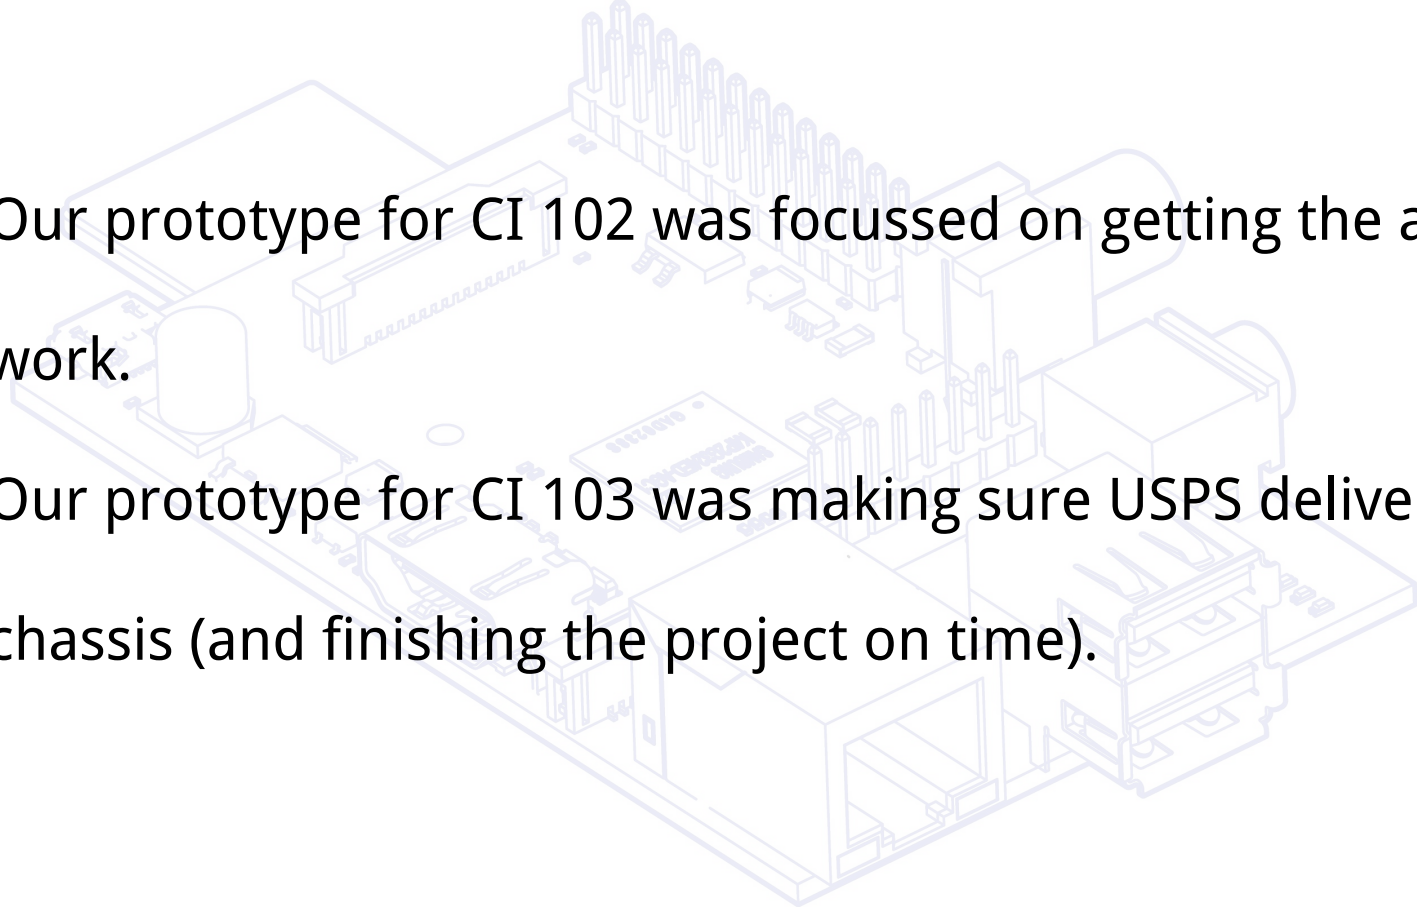 Our prototype for CI 102 was focussed on getting the
work.
Our prototype for CI 103 was making sure USPS
chassis (and finishing the project on time).